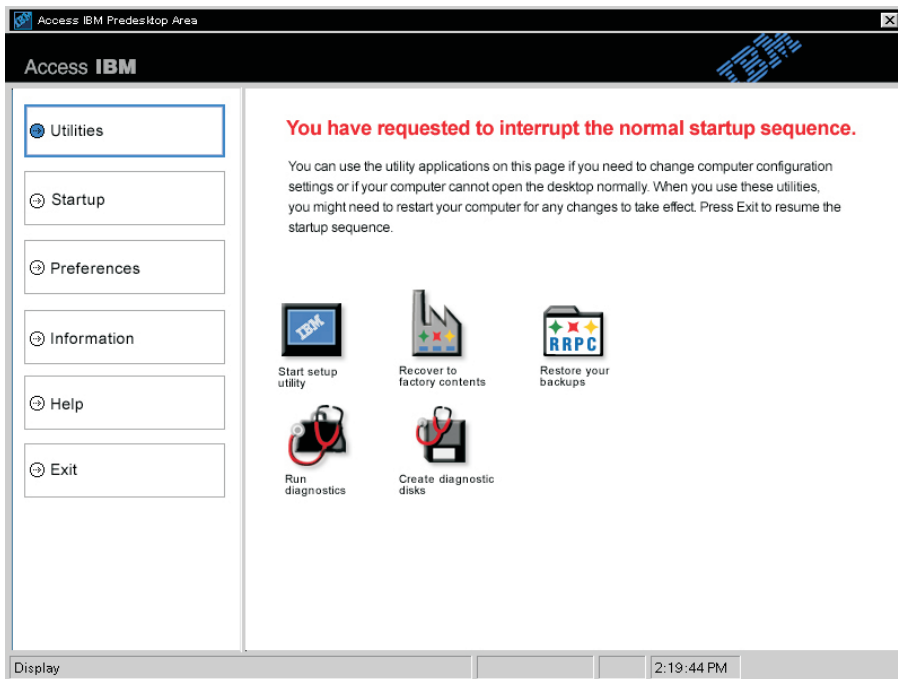 Access IBM Predesktop Area
Access IBM
IBM
Utilities
Startup
Preferences
Information
Help
Exit
You have requested to interrupt the normal startup sequence.
You can use the utility applications on this page if you need to change computer configuration
settings or if your computer cannot open the desktop normally. When you use these utilities,
you might need to restart your computer for any changes to take effect. Press Exit to resume the
startup sequence.
IBM
Start setup
utility
Recover to
factory contents
RRPC
Restore your
backups
Run
diagnostics
Create diagnostic
disks
Display
2:19:44 PM